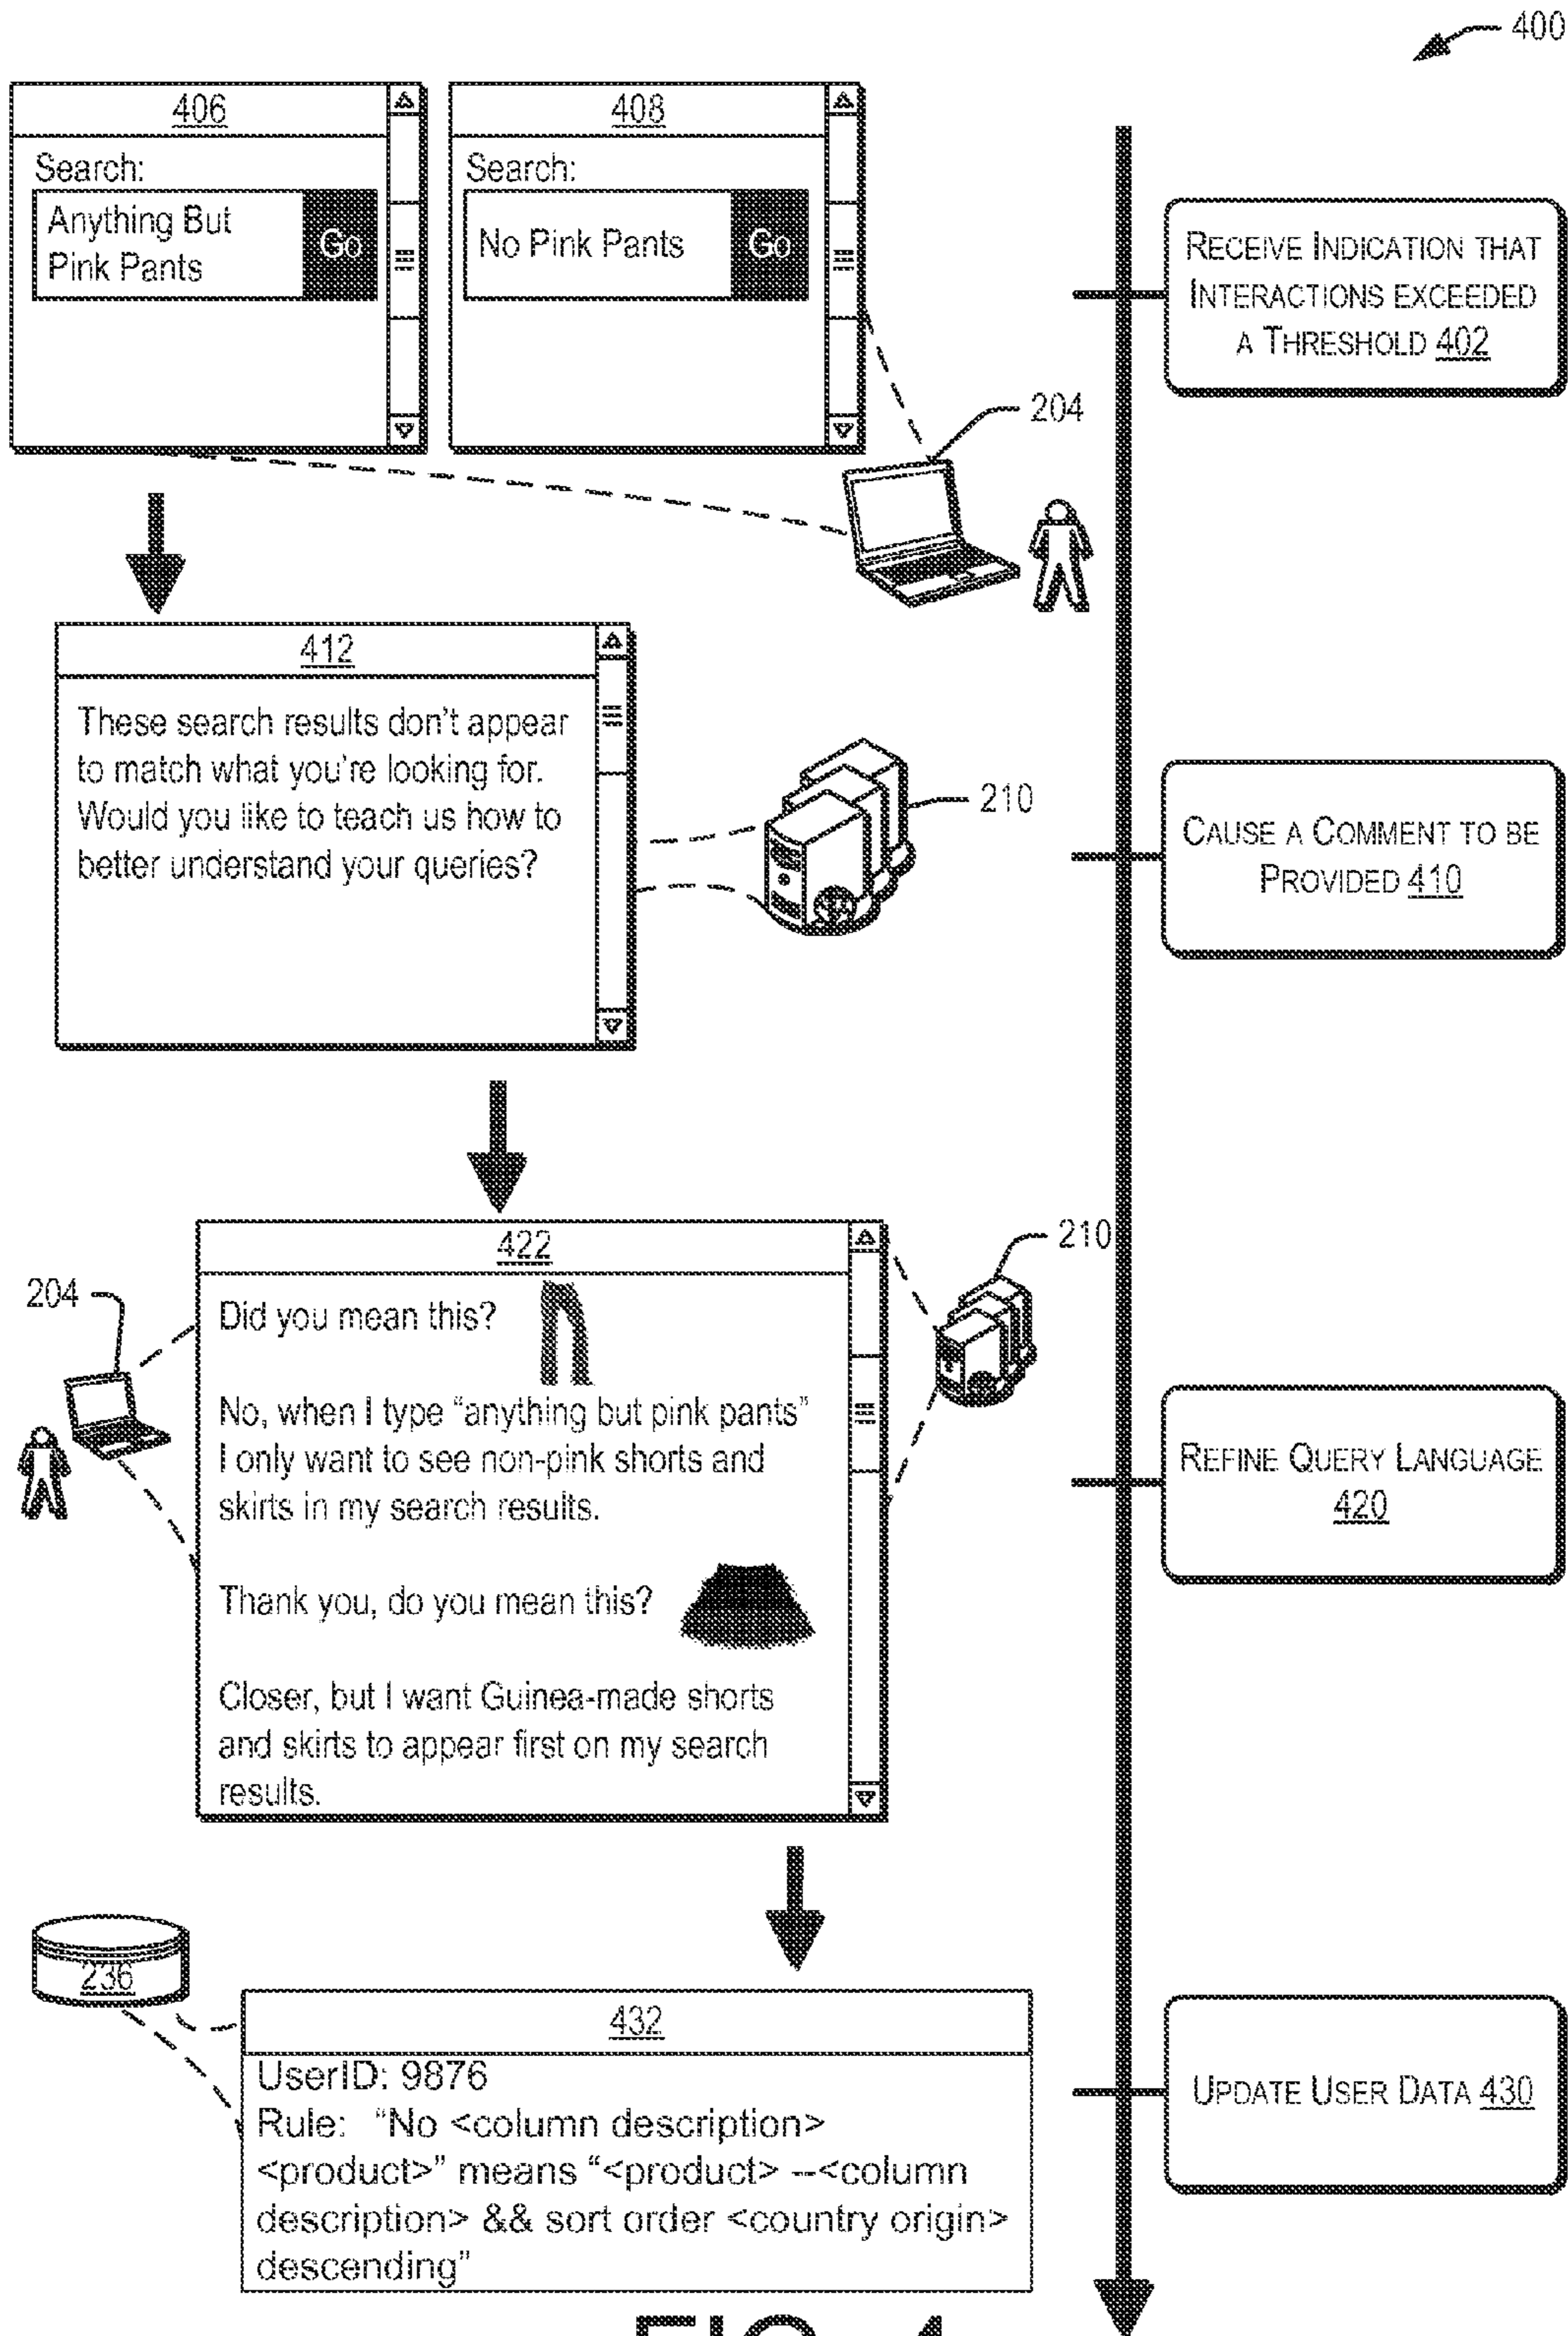 400
406
Search:
Anything But
Pink Pants
Go
408
Search:
No Pink Pants
Go
RECEIVE INDICATION THAT
INTERACTIONS EXCEEDED
A THRESHOLD 402
204
412
These search results don't appear
to match what you're looking for.
Would you like to teach us how to
better understand your queries?
210
CAUSE A COMMENT TO BE
PROVIDED 410
422
Did you mean this?
No, when I type “anything but pink pants”
I only want to see non-pink shorts and
skirts in my search results.
Thank you, do you mean this?
Closer, but I want Guinea-made shorts
and skirts to appear first on my search
results.
204
210
REFINE QUERY LANGUAGE
420
236
432
UserID: 9876
Rule: “No <column description>
<product>” means “<product> --<column
description> && sort order <country origin>
descending”
UPDATE USER DATA 430